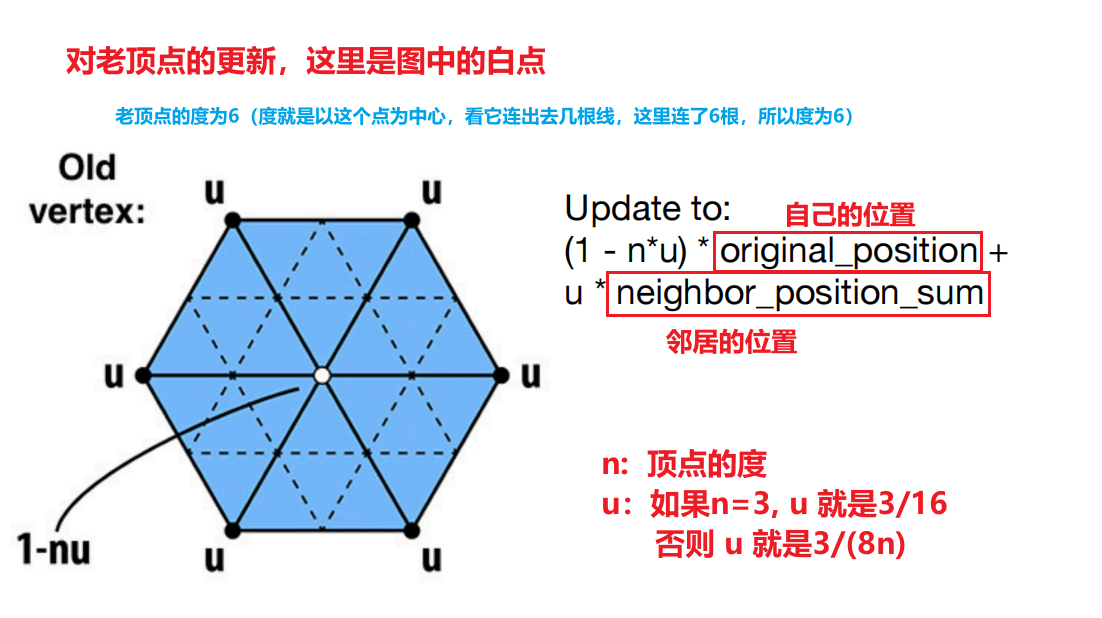 对老顶点的更新，这里是图中的白点
老顶点的度为6（度就是以这个点为中心，看它连出去几根线，这里连了6根，所以度为6）
Old
vertex:
u
u
u
u
u
u
1-nu
Update to:
自己的位置
(1 - n*u) * original_position +
u * neighbor_position_sum
邻居的位置
n：顶点的度
u：如果n=3, u 就是3/16
否则 u 就是3/(8n)